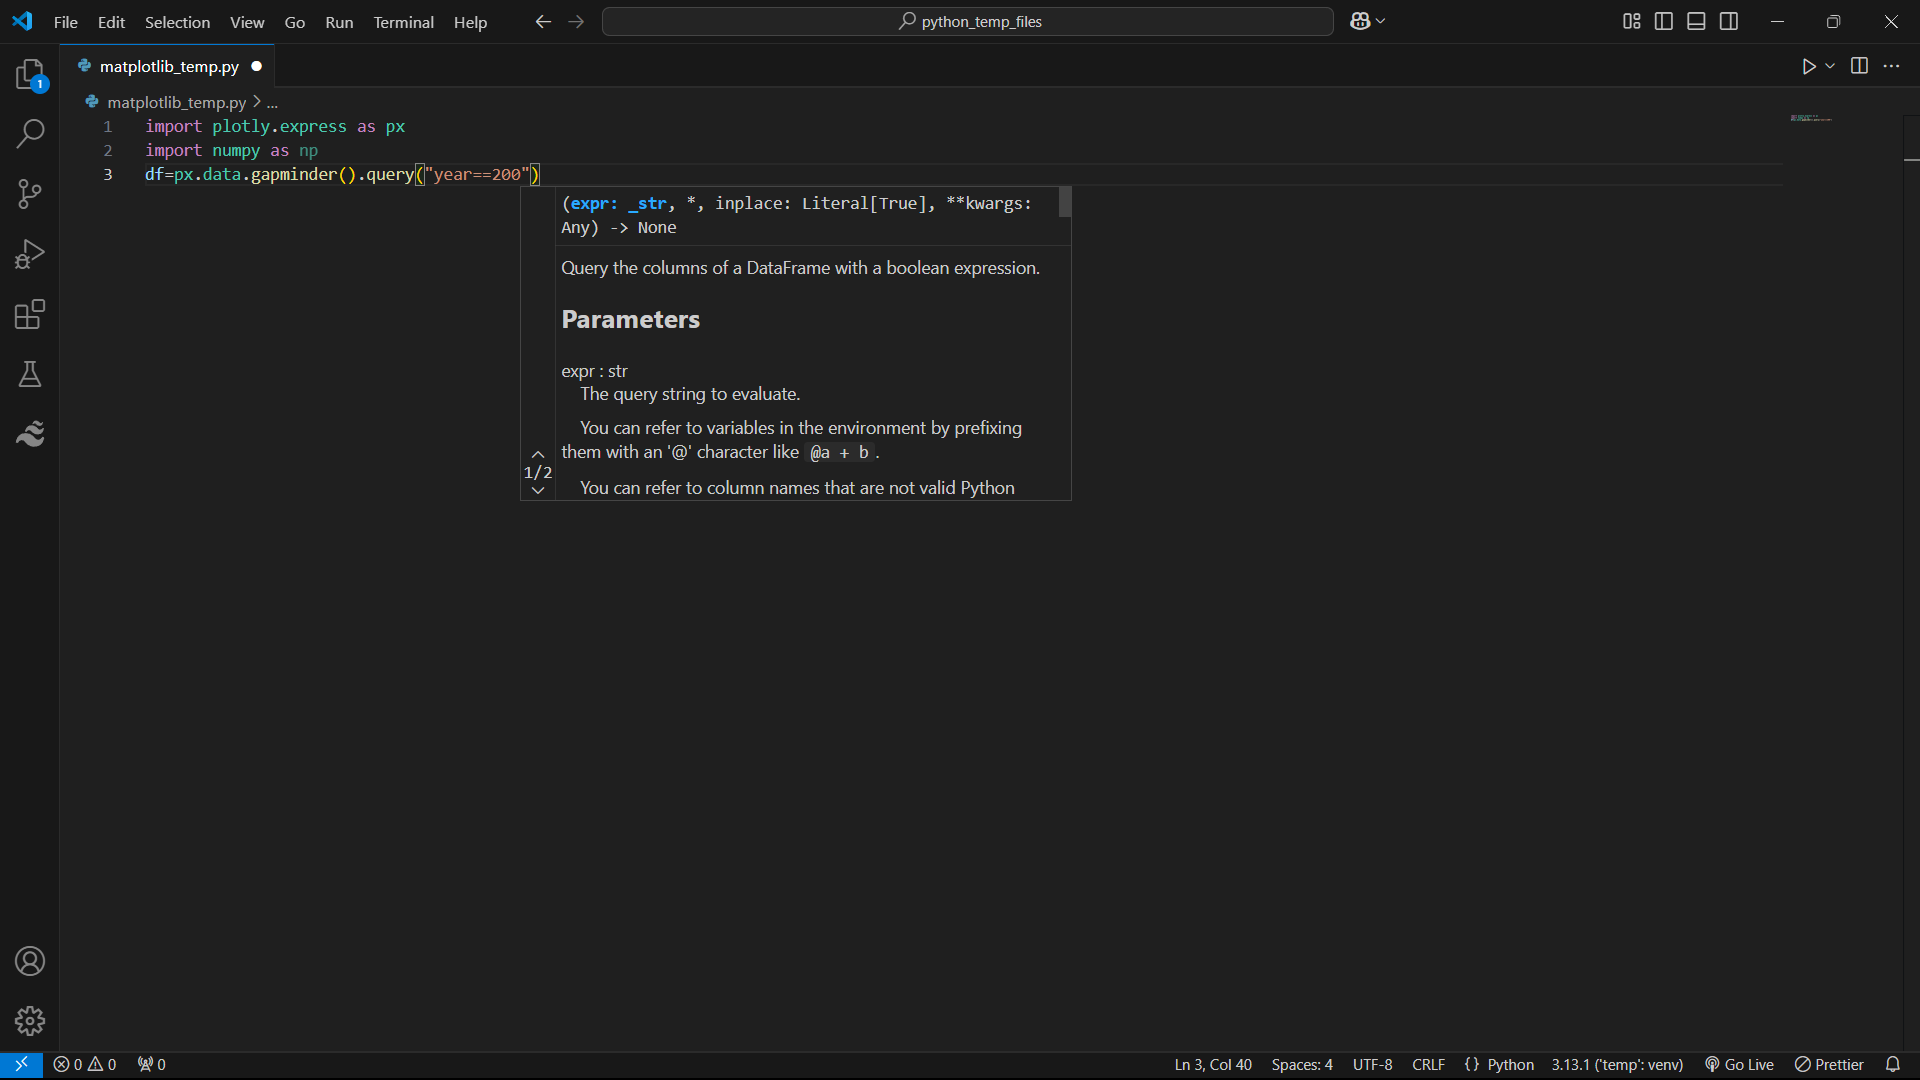 File Edit Selection View Go Run Terminal Help python_temp_files
1
matplotlib_temp.py
matplotlib_temp.py > ...
1 import plotly.express as px
2 import numpy as np
3 df=px.data.gapminder().query("year==200")
(expr: _str, *, inplace: Literal[True], **kwargs:
Any) -> None
Query the columns of a DataFrame with a boolean expression.
Parameters
expr : str
The query string to evaluate.
You can refer to variables in the environment by prefixing
them with an '@' character like @a + b .
1/2
You can refer to column names that are not valid Python
0 0 0 Ln 3, Col 40 Spaces: 4 UTF-8 CRLF {} Python 3.13.1 ('temp': venv) Go Live Prettier